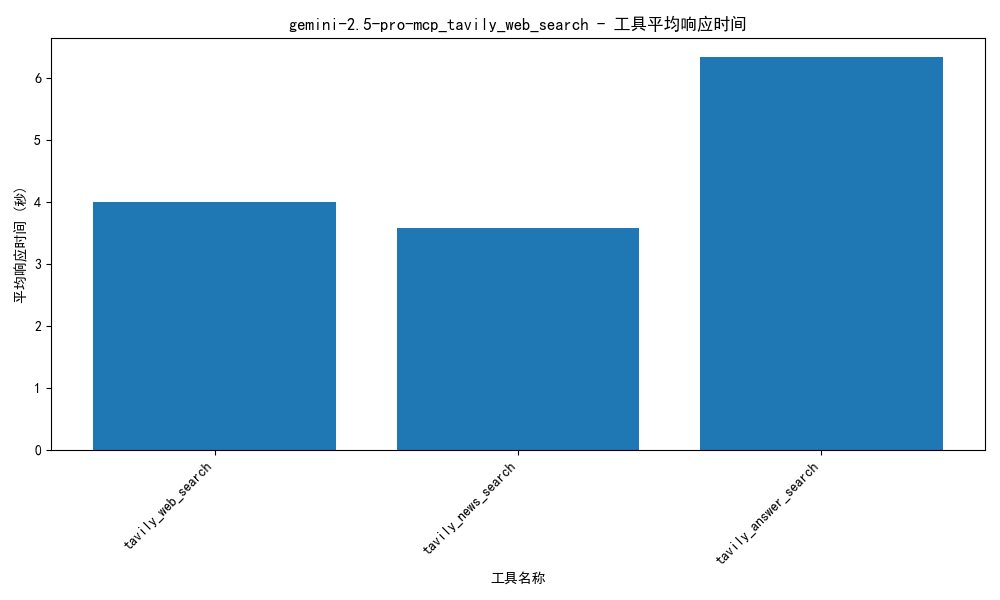 gemini-2.5-pro-mcp_tavily_web_search - 工具平均响应时间
平均响应时间 (秒)
6
5
4
3
2
1
0
tavily_web_search
tavily_news_search
tavily_answer_search
工具名称